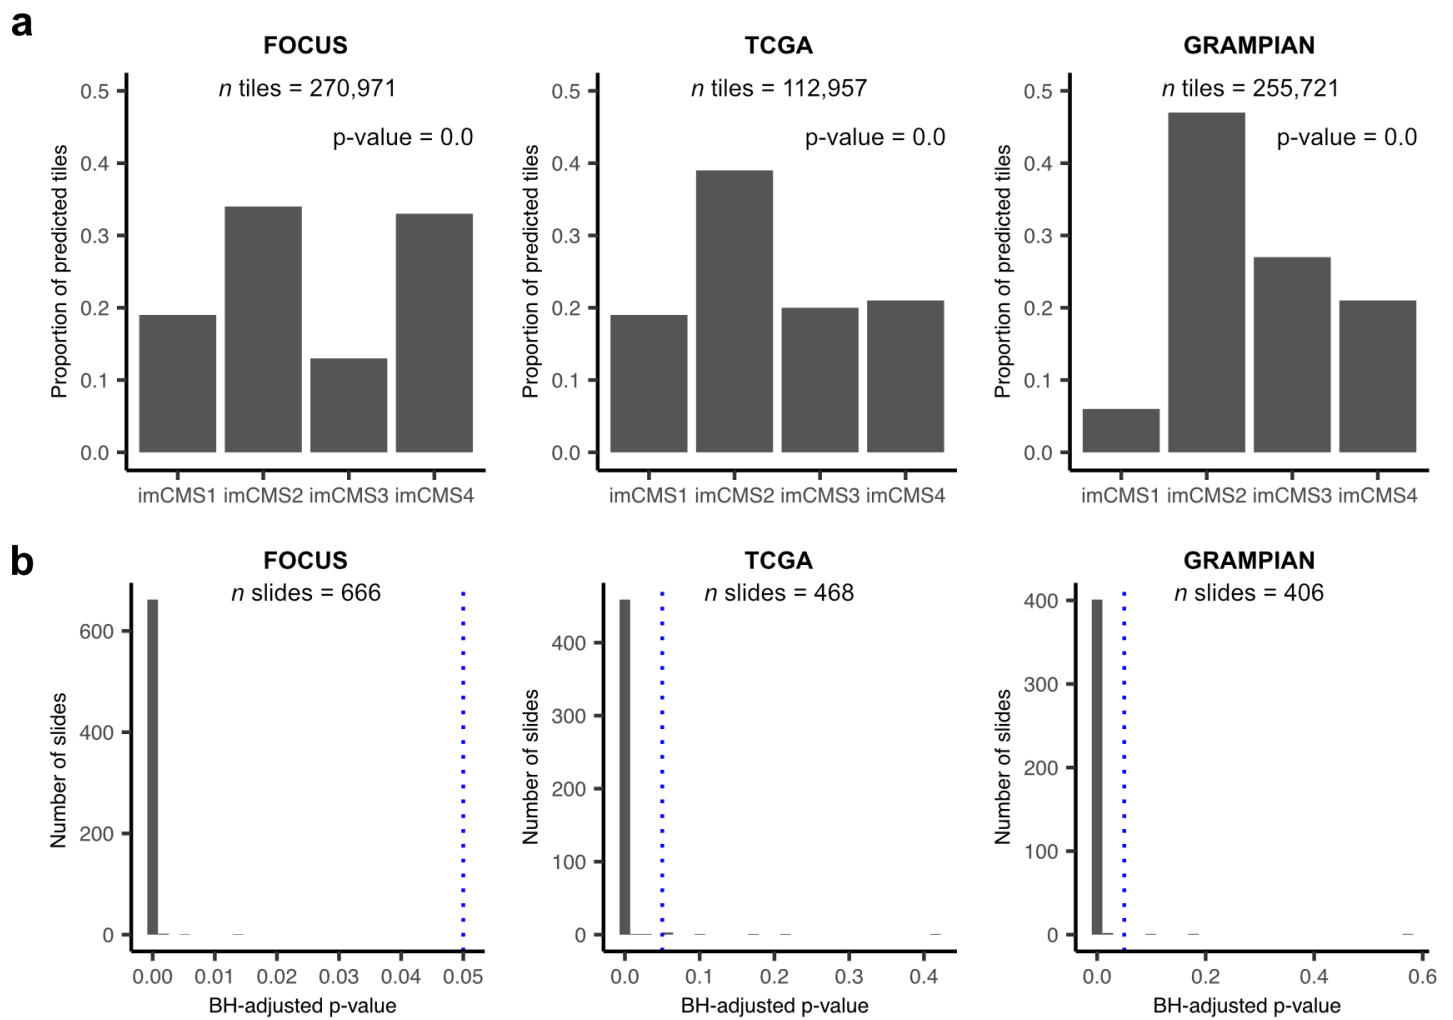 a
FOCUS
n tiles = 270,971
p-value = 0.0
Proportion of predicted tiles
0.5
0.4
0.3
0.2
0.1
0.0
imCMS1 imCMS2 imCMS3 imCMS4
TCGA
n tiles = 112,957
p-value = 0.0
Proportion of predicted tiles
0.5
0.4
0.3
0.2
0.1
0.0
imCMS1 imCMS2 imCMS3 imCMS4
GRAMPIAN
n tiles = 255,721
p-value = 0.0
Proportion of predicted tiles
0.5
0.4
0.3
0.2
0.1
0.0
imCMS1 imCMS2 imCMS3 imCMS4
b
FOCUS
n slides = 666
Number of slides
600
400
200
0
0.00 0.01 0.02 0.03 0.04 0.05
BH-adjusted p-value
TCGA
n slides = 468
Number of slides
400
300
200
100
0
0.0 0.1 0.2 0.3 0.4
BH-adjusted p-value
GRAMPIAN
n slides = 406
Number of slides
400
300
200
100
0
0.0 0.2 0.4 0.6
BH-adjusted p-value